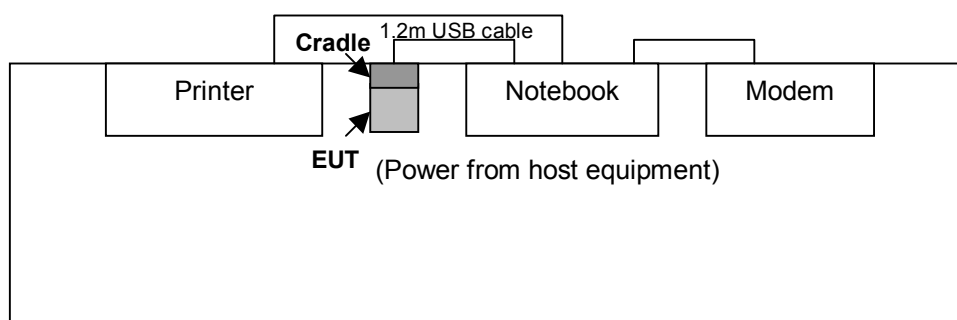 1.2m USB cable
Cradle
Printer
Notebook
Modem
EUT
(Power from host equipment)